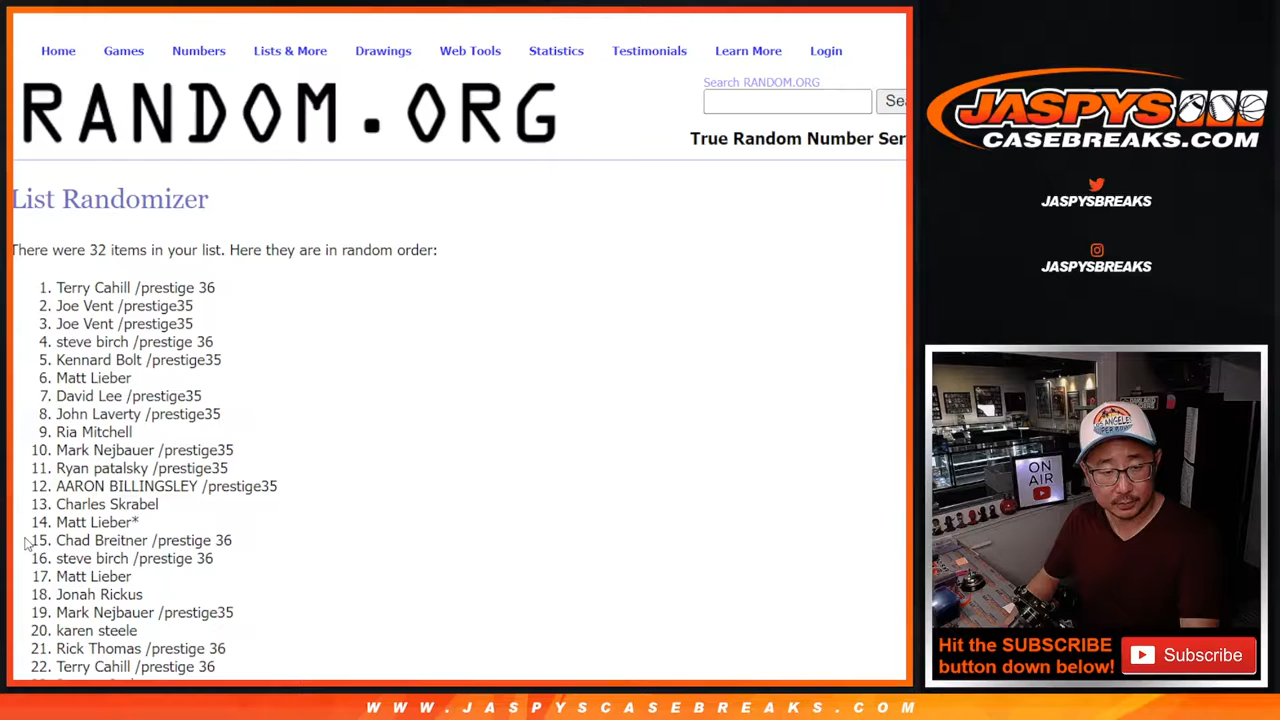 Home Games Numbers Lists & More Drawings Web Tools Statistics Testimonials Learn More Login
RANDOM.ORG
Search RANDOM.ORG
True Random Number Ser
List Randomizer
There were 32 items in your list. Here they are in random order:
1. Terry Cahill /prestige 36
2. Joe Vent /prestige35
3. Joe Vent /prestige35
4. steve birch /prestige 36
5. Kennard Bolt /prestige35
6. Matt Lieber
7. David Lee /prestige35
8. John Laverty /prestige35
9. Ria Mitchell
10. Mark Nejbauer /prestige35
11. Ryan patalsky /prestige35
12. AARON BILLINGSLEY /prestige35
13. Charles Skrabel
14. Matt Lieber*
15. Chad Breitner /prestige 36
16. steve birch /prestige 36
17. Matt Lieber
18. Jonah Rickus
19. Mark Nejbauer /prestige35
20. karen steele
21. Rick Thomas /prestige 36
22. Terry Cahill /prestige 36
JASPYS
CASEBREAKS.COM
JASPYSBREAKS
JASPYSBREAKS
ON
AIR
Hit the SUBSCRIBE
button down below!
Subscribe
WWW.JASPYSCASEBREAKS.COM